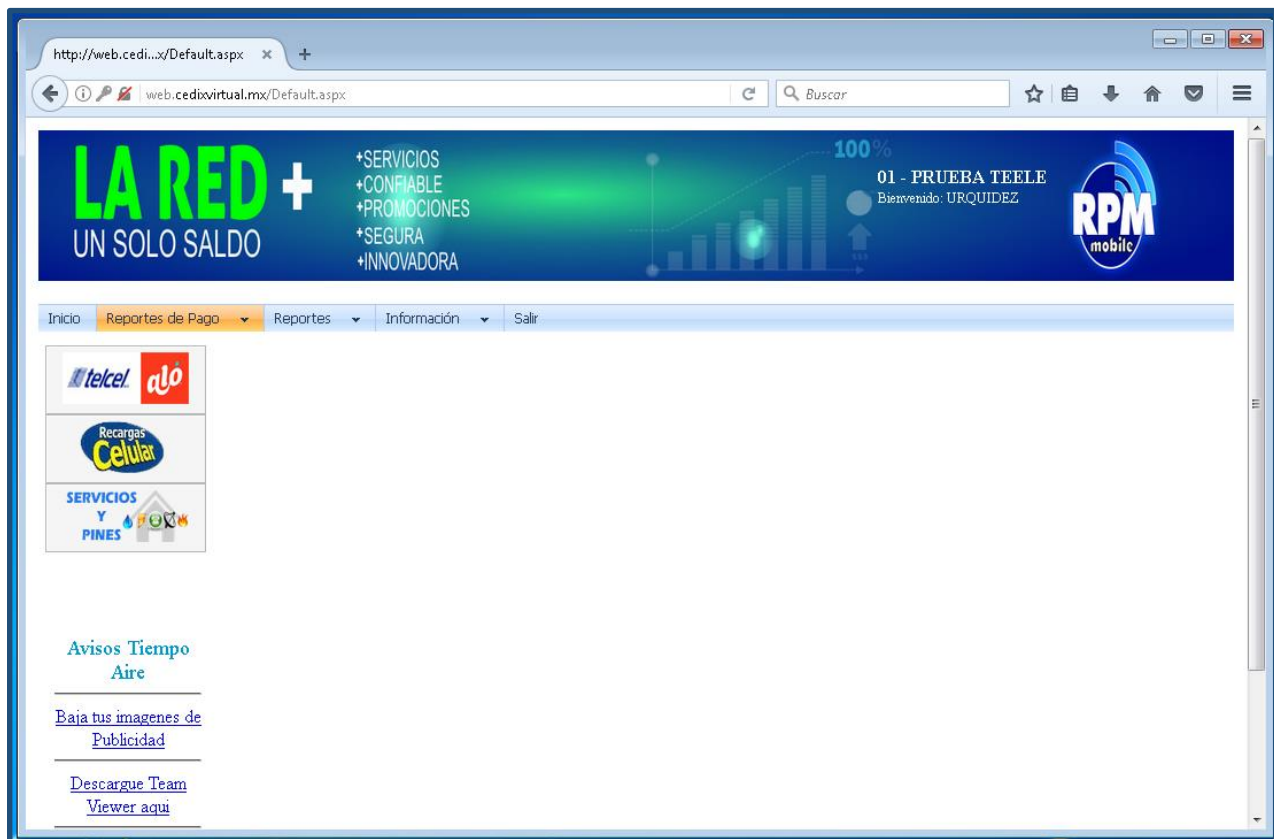 http://web.cedi...x/Default.aspx
web.cedixvirtual.mx/Default.aspx
Buscar
LA RED +
UN SOLO SALDO
+SERVICIOS
+CONFIABLE
+PROMOCIONES
+SEGURA
+INNOVADORA
100%
01 - PRUEBA TEELE
Bienvenido: URQUIDEZ
RPM
mobile
Inicio Reportes de Pago Reportes Información Salir
telcel aló
Recargas
Celular
SERVICIOS
Y
PINES
Avisos Tiempo
Aire
Baja tus imagenes de
Publicidad
Descargue Team
Viewer aqui